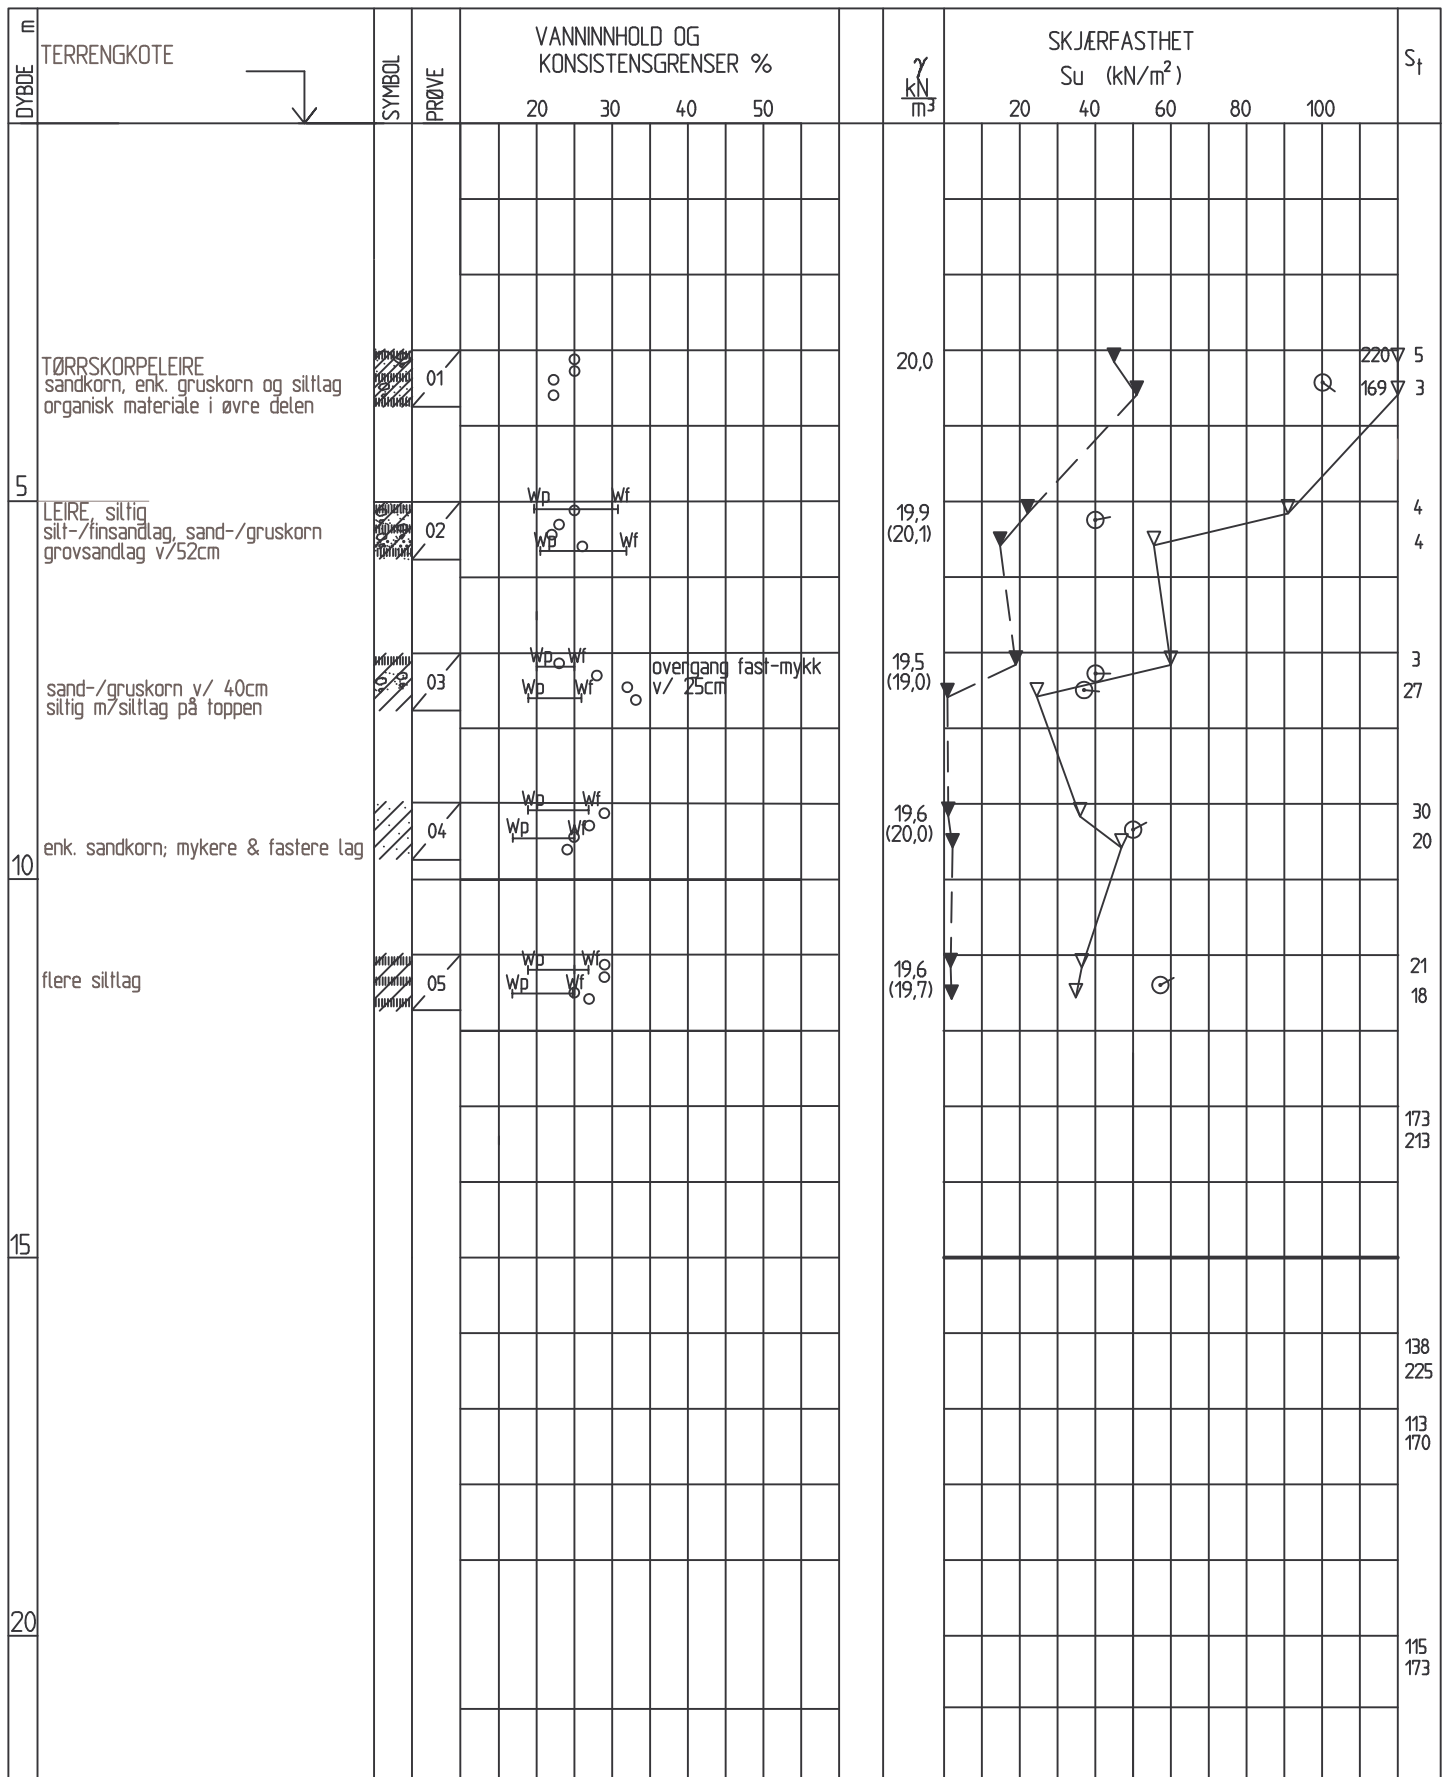 DYBDE m
TERRENGKOTE
SYMBOL
PRØVE
VANNINNHOLD OG
KONSISTENSGRENSER %
20 30 40 50
γ
kN
m³
SKJÆRFASTHET
Su (kN/m²)
20 40 60 80 100
St
TØRRSKORPELEIRE
sandkorn, enk. gruskorn og siltlag
organisk materiale i øvre delen
01
20,0
220 5
169 3
5
LEIRE, siltig
silt-/finsandlag, sand-/gruskorn
grovsandlag v/52cm
02
Wp Wf
Wp Wf
19,9
(20,1)
4
4
sand-/gruskorn v/ 40cm
siltig m/siltlag på toppen
03
Wp Wf
Wp Wf
overgang fast-mykk
v/ 25cm
19,5
(19,0)
3
27
enk. sandkorn; mykere & fastere lag
04
Wp Wf
Wp Wf
19,6
(20,0)
30
20
10
flere siltlag
05
Wp Wf
Wp Wf
19,6
(19,7)
21
18
173
213
15
138
225
113
170
20
115
173